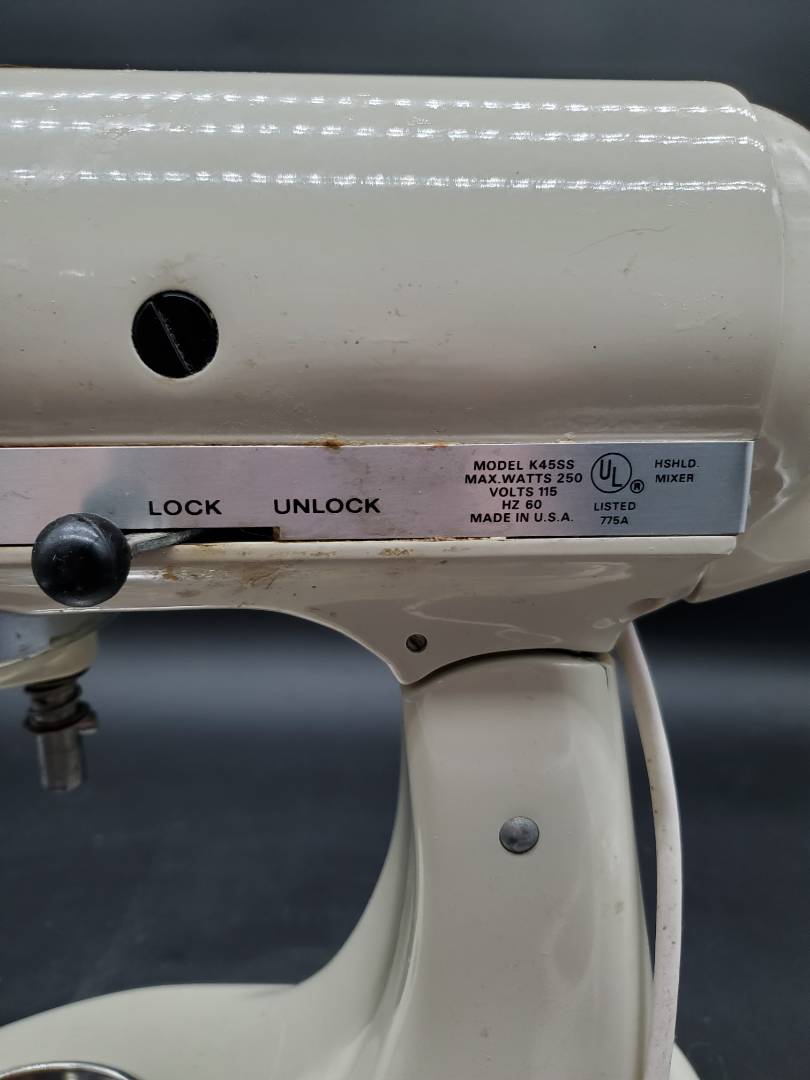 LOCK UNLOCK
MODEL K45SS
MAX.WATTS 250
VOLTS 115
HZ 60
MADE IN U.S.A.
UL ®
LISTED
775A
HSHLD.
MIXER